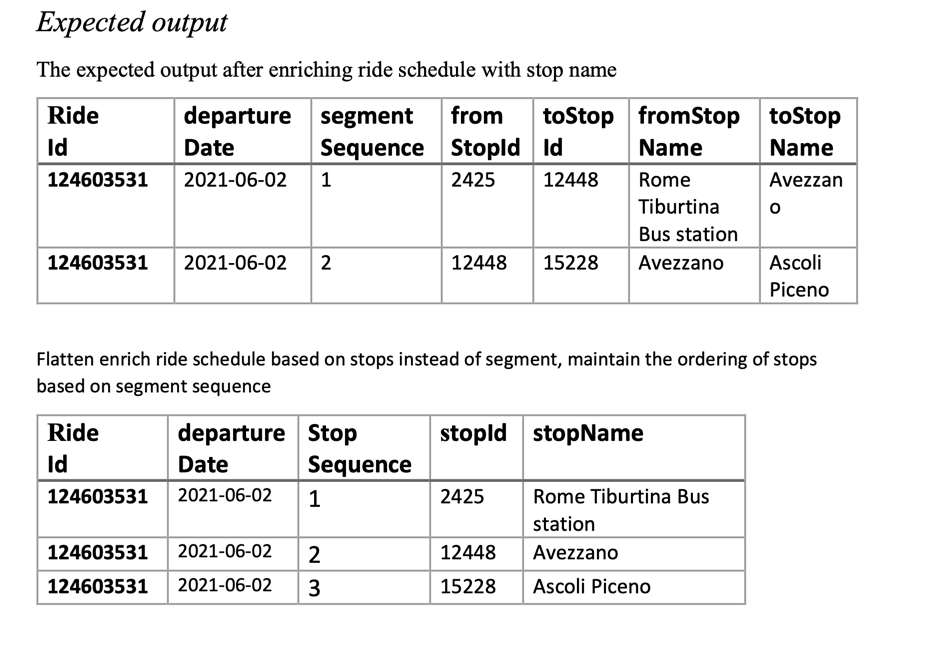 Expected output
The expected output after enriching ride schedule with stop name
Ride Id departure Date segment Sequence from StopId toStop Id fromStop Name toStop Name
124603531 2021-06-02 1 2425 12448 Rome Tiburtina Bus station Avezzan o
124603531 2021-06-02 2 12448 15228 Avezzano Ascoli Piceno
Flatten enrich ride schedule based on stops instead of segment, maintain the ordering of stops
based on segment sequence
Ride Id departure Date Stop Sequence stopId stopName
124603531 2021-06-02 1 2425 Rome Tiburtina Bus station
124603531 2021-06-02 2 12448 Avezzano
124603531 2021-06-02 3 15228 Ascoli Piceno